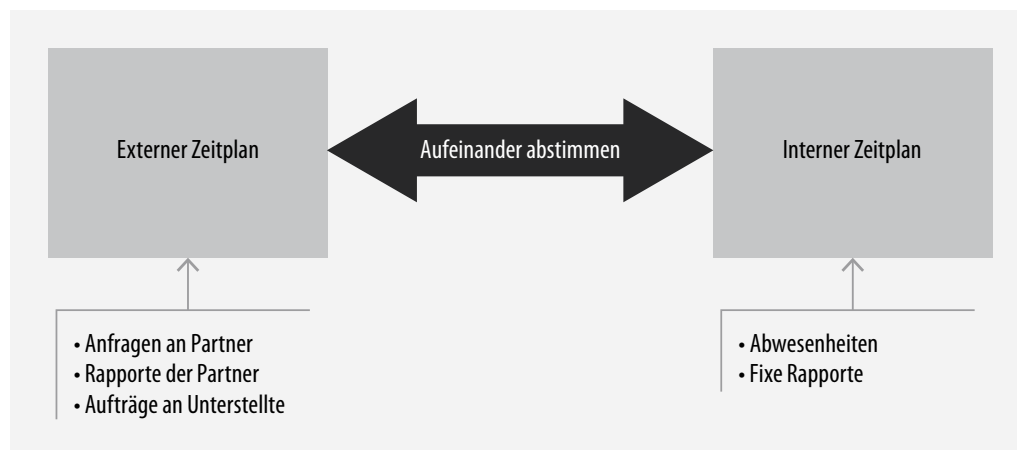 Externer Zeitplan
Aufeinander abstimmen
Interner Zeitplan
• Anfragen an Partner
• Rapporte der Partner
• Aufträge an Unterstellte
• Abwesenheiten
• Fixe Rapporte